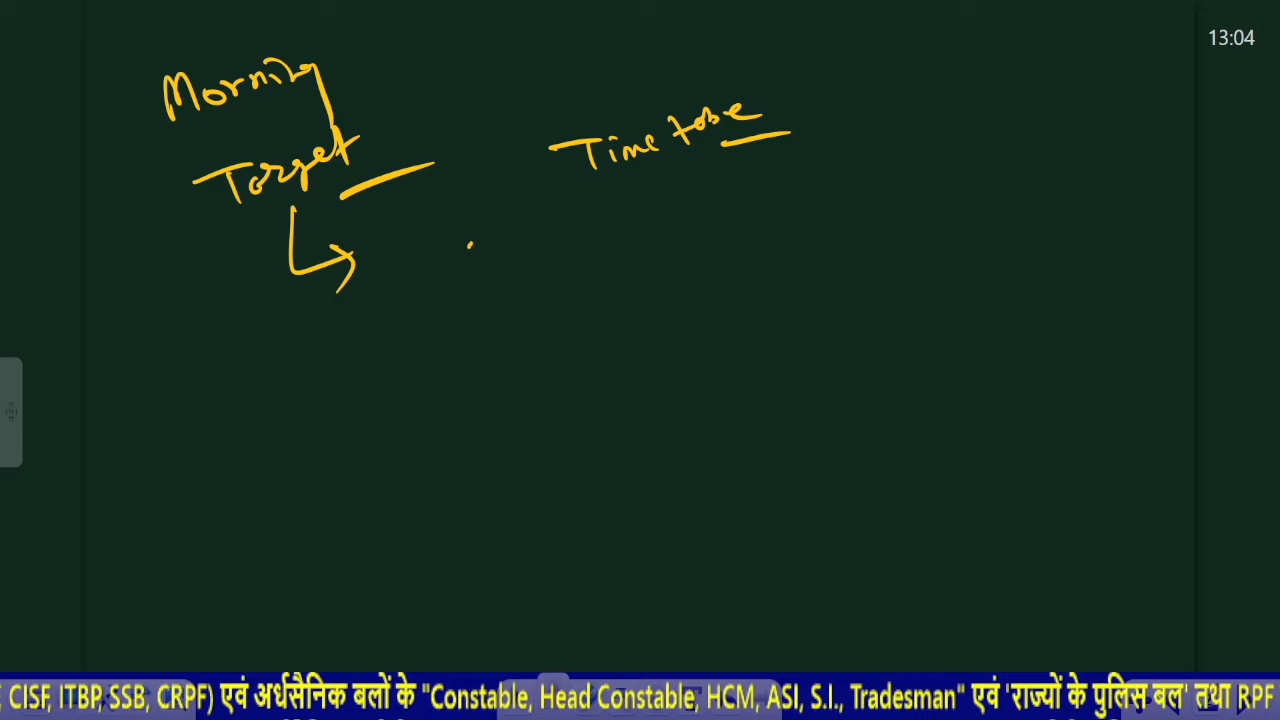 13:04
Morning
Target
Time tobe
CISF, ITBP, SSB, CRPF) एवं अर्धसैनिक बलों के "Constable, Head Constable, HCM, ASI, S.I., Tradesman" एवं 'राज्यों के पुलिस बल' तथा RPF